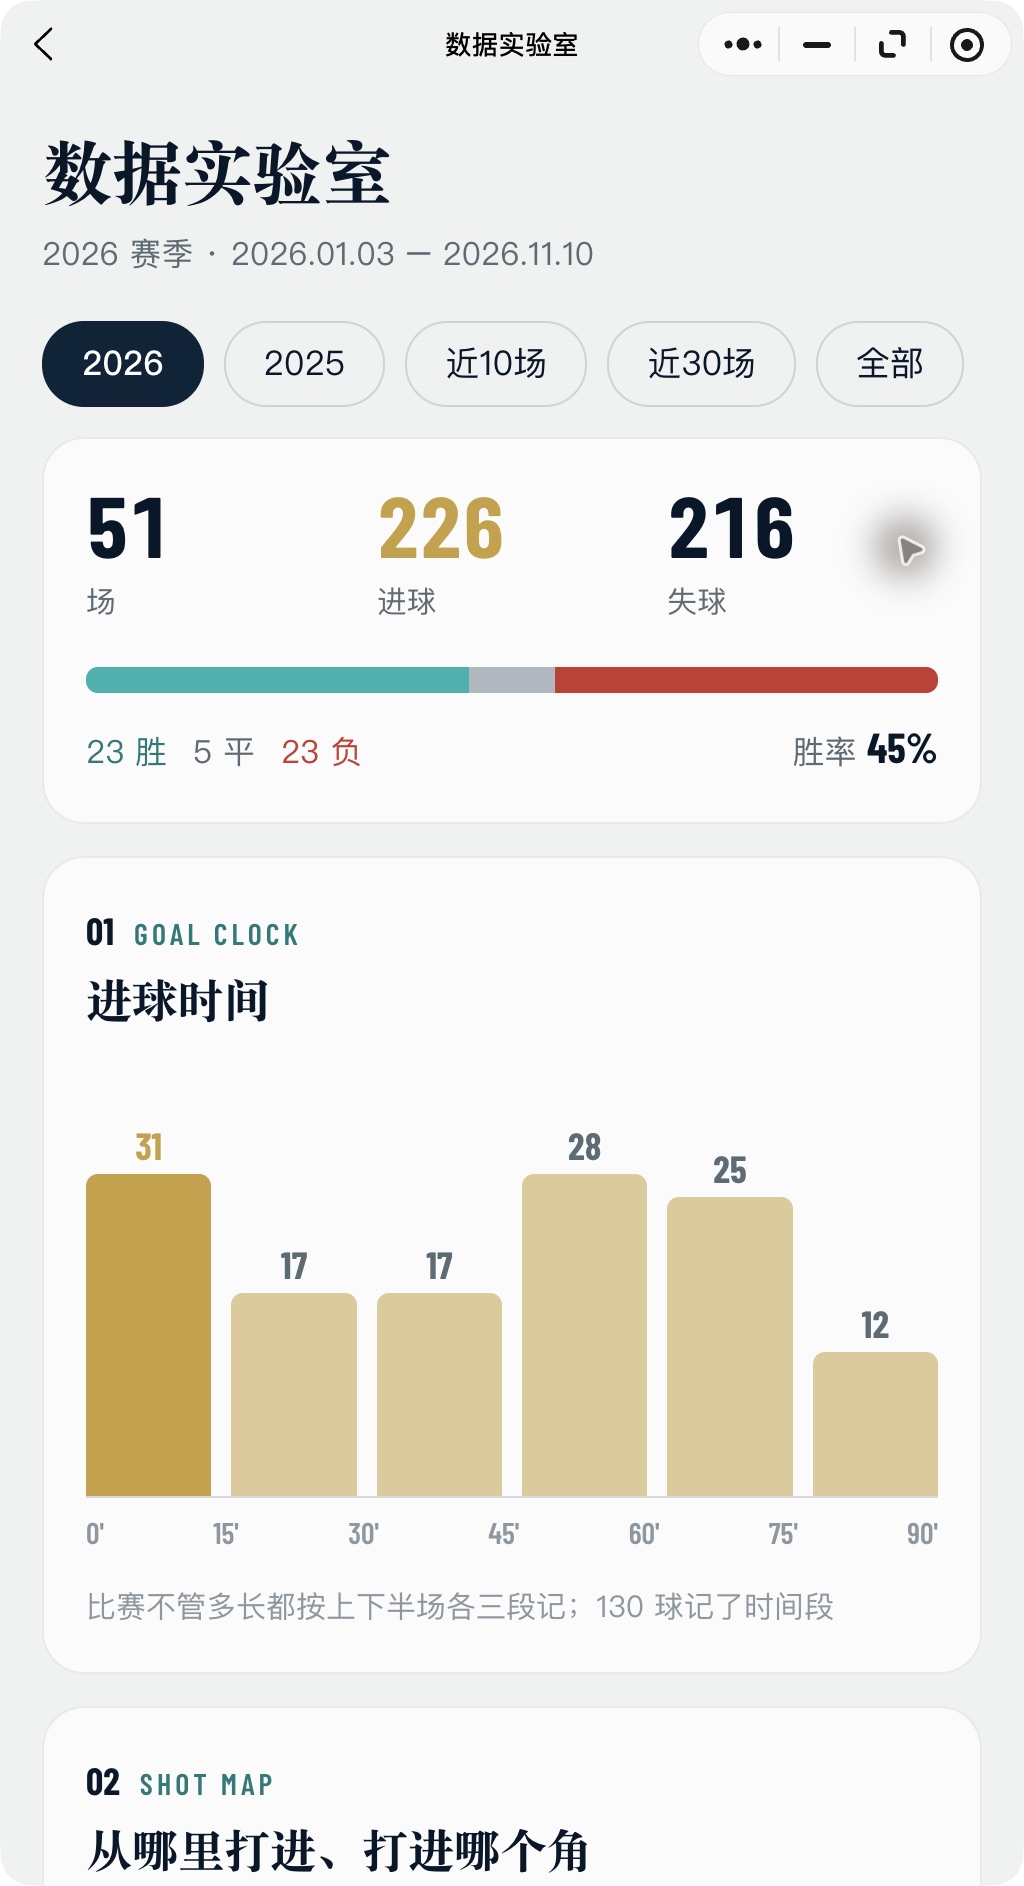 数据实验室
数据实验室
2026 赛季 · 2026.01.03 — 2026.11.10
2026 2025 近10场 近30场 全部
51 226 216
场 进球 失球
23 胜 5 平 23 负 胜率 45%
01 GOAL CLOCK
进球时间
31 17 17 28 25 12
0' 15' 30' 45' 60' 75' 90'
比赛不管多长都按上下半场各三段记；130 球记了时间段
02 SHOT MAP
从哪里打进、打进哪个角